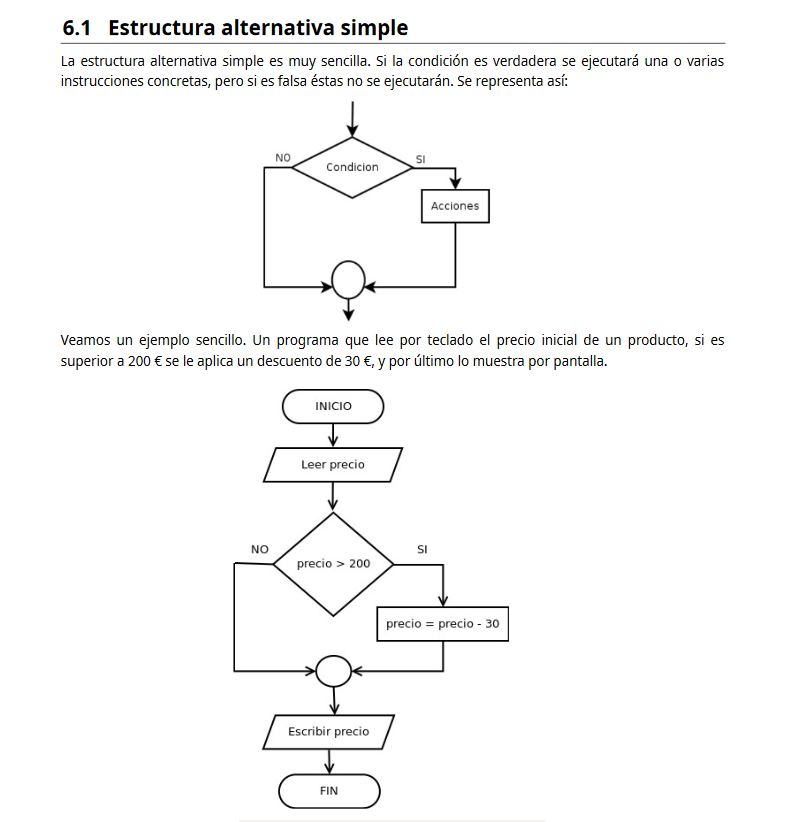 6.1 Estructura alternativa simple
La estructura alternativa simple es muy sencilla. Si la condición es verdadera se ejecutará una o varias
instrucciones concretas, pero si es falsa éstas no se ejecutarán. Se representa así:
NO
SI
Condicion
Acciones
Veamos un ejemplo sencillo. Un programa que lee por teclado el precio inicial de un producto, si es
superior a 200 € se le aplica un descuento de 30 €, y por último lo muestra por pantalla.
INICIO
Leer precio
NO
SI
precio > 200
precio = precio - 30
Escribir precio
FIN